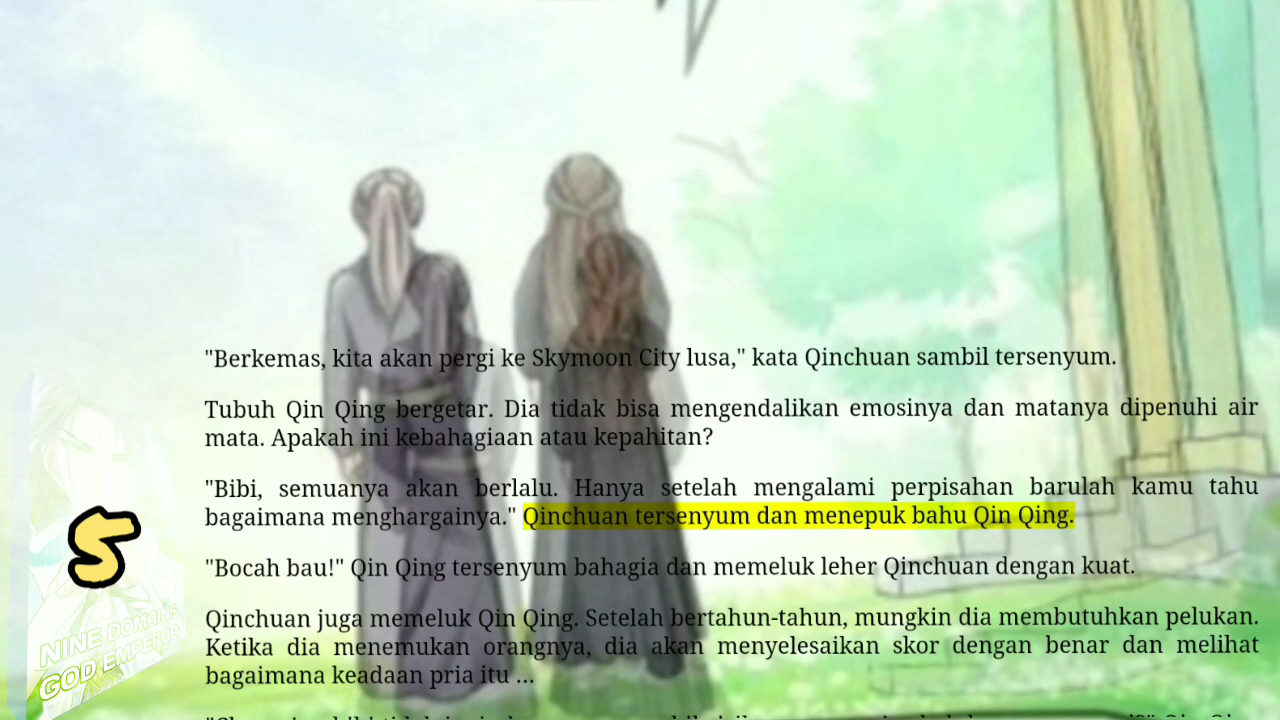 "Berkemas, kita akan pergi ke Skymoon City lusa," kata Qinchuan sambil tersenyum.
Tubuh Qin Qing bergetar. Dia tidak bisa mengendalikan emosinya dan matanya dipenuhi air
mata. Apakah ini kebahagiaan atau kepahitan?
"Bibi, semuanya akan berlalu. Hanya setelah mengalami perpisahan barulah kamu tahu
bagaimana menghargainya." Qinchuan tersenyum dan menepuk bahu Qin Qing.
"Bocah bau!" Qin Qing tersenyum bahagia dan memeluk leher Qinchuan dengan kuat.
Qinchuan juga memeluk Qin Qing. Setelah bertahun-tahun, mungkin dia membutuhkan pelukan.
Ketika dia menemukan orangnya, dia akan menyelesaikan skor dengan benar dan melihat
bagaimana keadaan pria itu ...
S
NINE DOMAINS
GOD EMPEROR